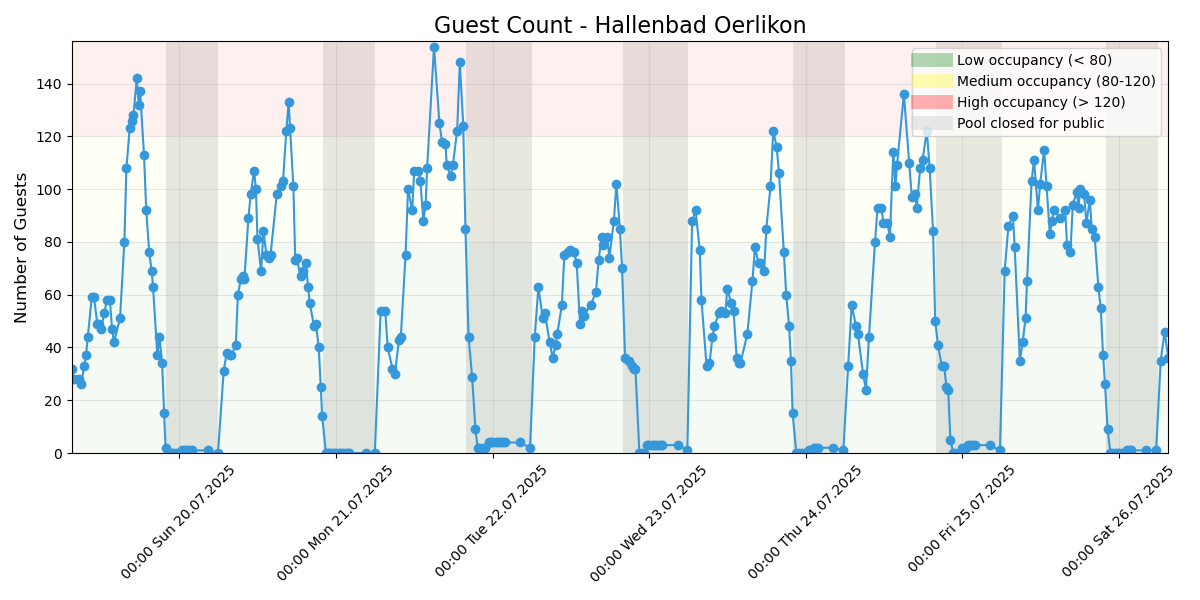 Guest Count - Hallenbad Oerlikon
Number of Guests
140
120
100
80
60
40
20
0
Low occupancy (< 80)
Medium occupancy (80-120)
High occupancy (> 120)
Pool closed for public
00:00 Sun 20.07.2025
00:00 Mon 21.07.2025
00:00 Tue 22.07.2025
00:00 Wed 23.07.2025
00:00 Thu 24.07.2025
00:00 Fri 25.07.2025
00:00 Sat 26.07.2025